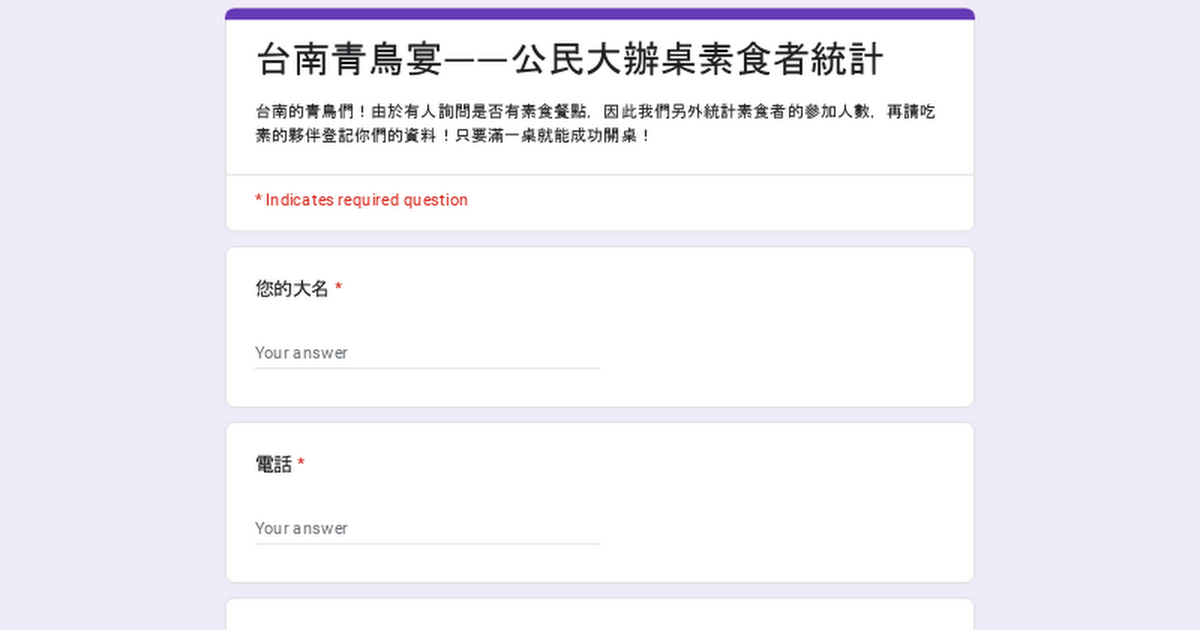 台南青鳥宴——公民大辦桌素食者統計
台南的青鳥們！由於有人詢問是否有素食餐點，因此我們另外統計素食者的參加人數，再請吃
素的夥伴登記你們的資料！只要滿一桌就能成功開桌！
* Indicates required question
您的大名 *
Your answer
電話 *
Your answer